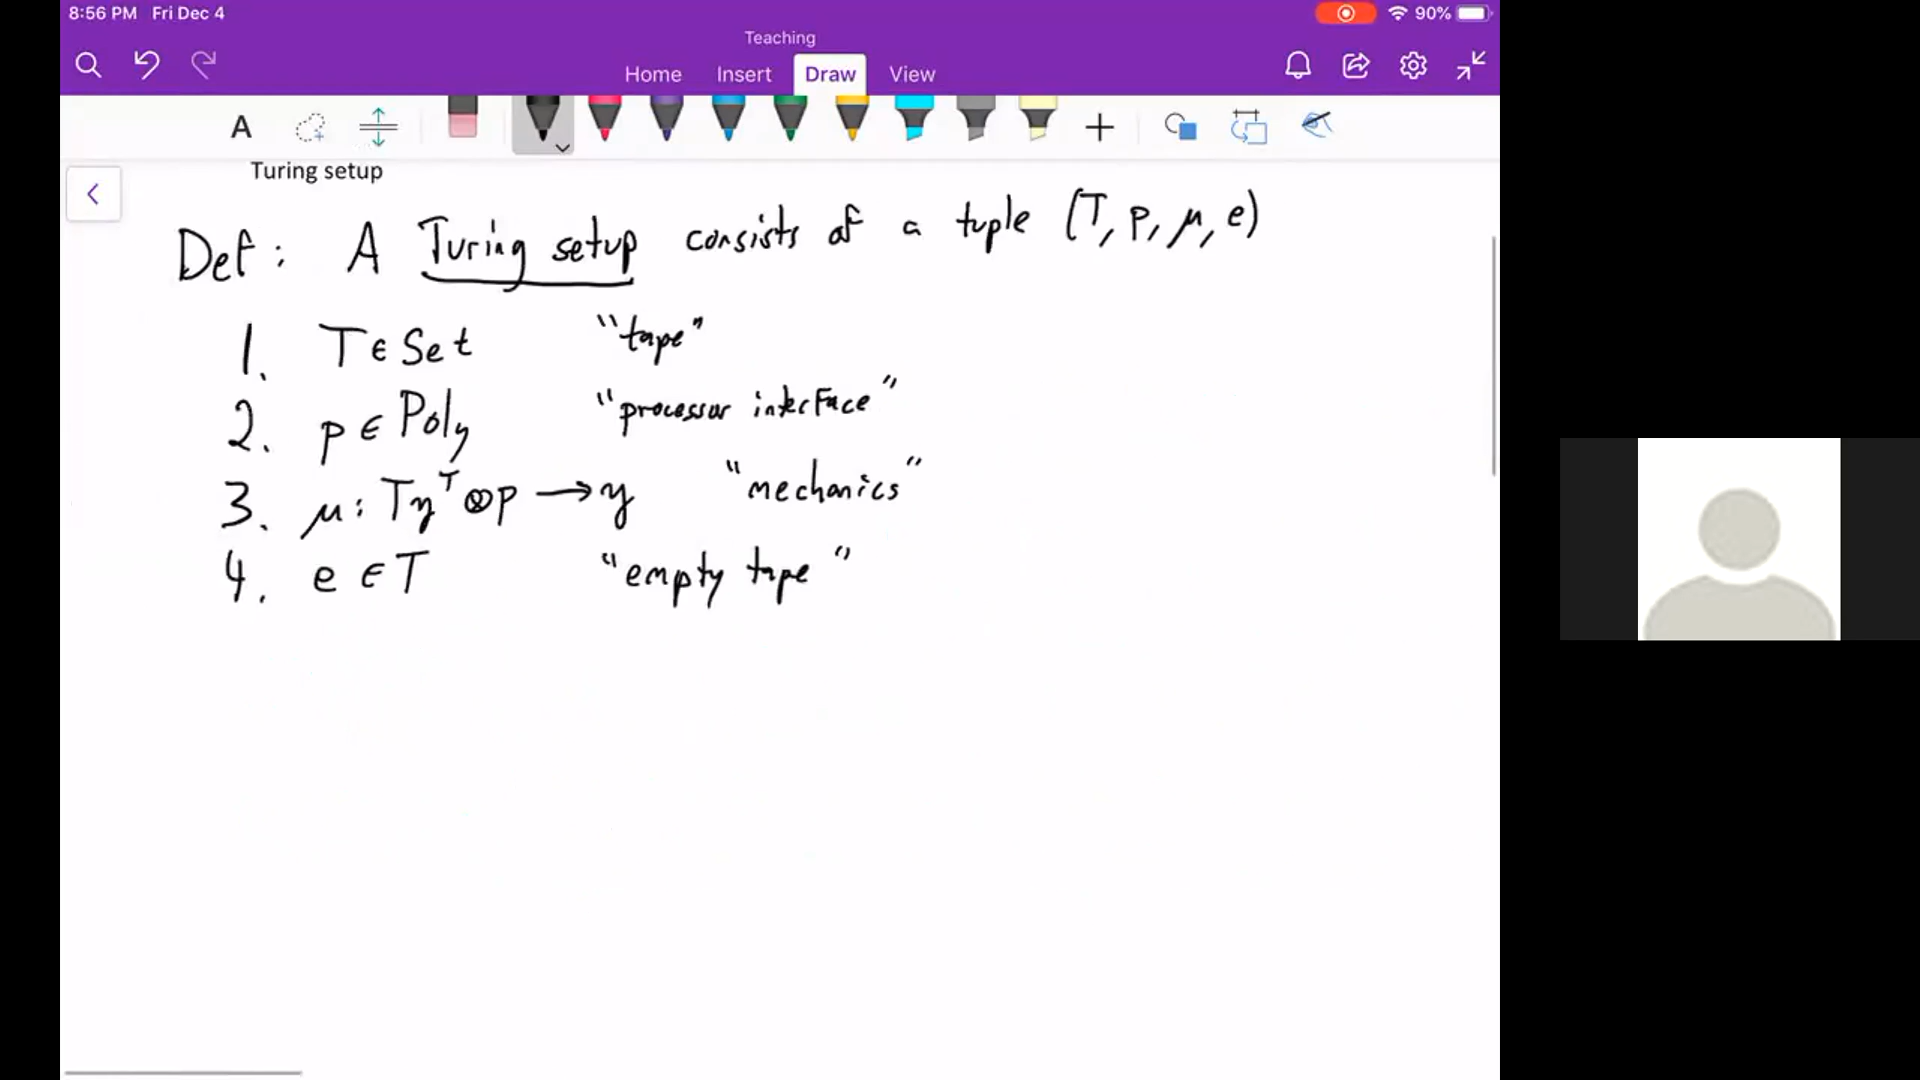 8:56 PM Fri Dec 4 90%
Teaching
Home Insert Draw View
A
Turing setup
Def: A Turing setup consists of a tuple (T, p, μ, e)
1. T ∈ Set "tape"
2. p ∈ Poly "processor interface"
3. μ: Ty^T ⊗ p → y "mechanics"
4. e ∈ T "empty tape"